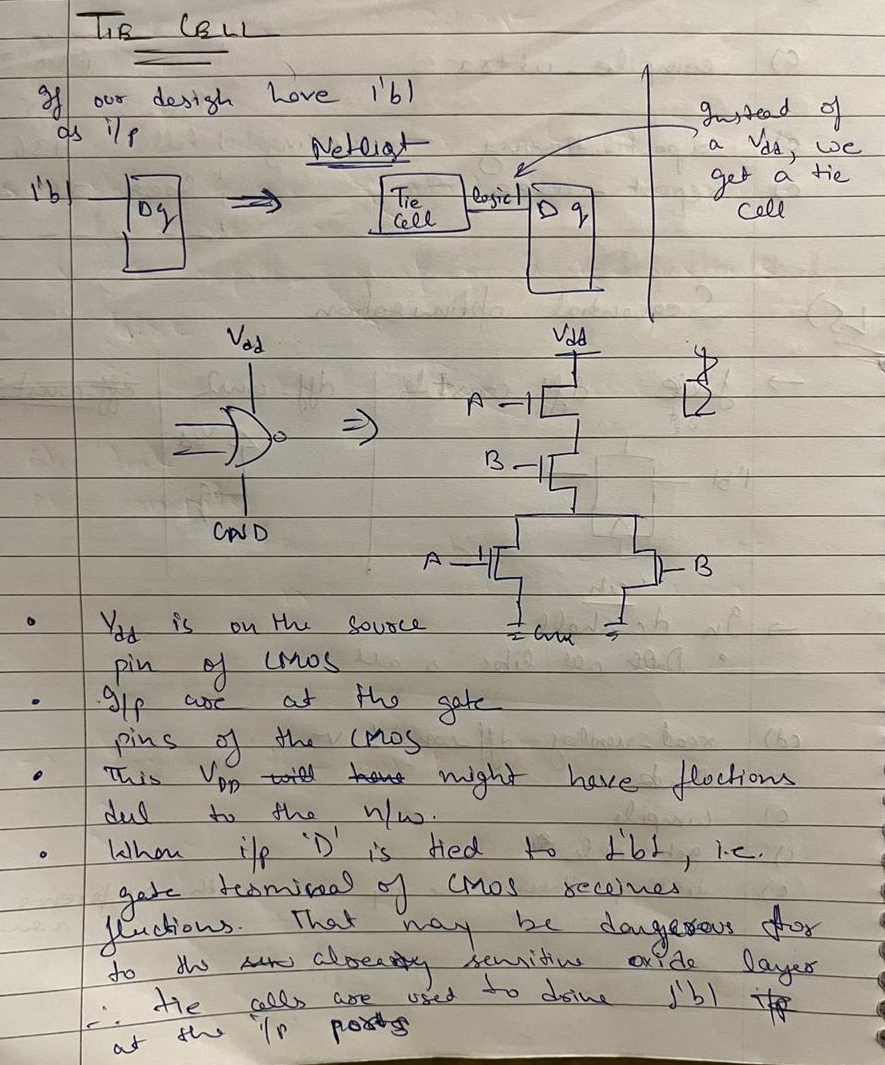 TIE CELL
If our design have 1'b1
as i/p
Netlist
Instead of
a Vdd, we
get a tie
cell
1'b1
D q
Tie
cell
logic1
D q
Vdd
GND
Vdd
A
B
A
B
Vdd is on the source
pin of CMOS
I/p are at the gate
pins of the CMOS
This VDD will have might have fluctions
due to the n/w.
When i/p 'D' is tied to 1'b1, i.e.
gate terminal of CMOS receives
fluctions. That may be dangerous for
to the already sensitive oxide layer
∴ tie cells are used to drive 1'b1
at the i/p ports